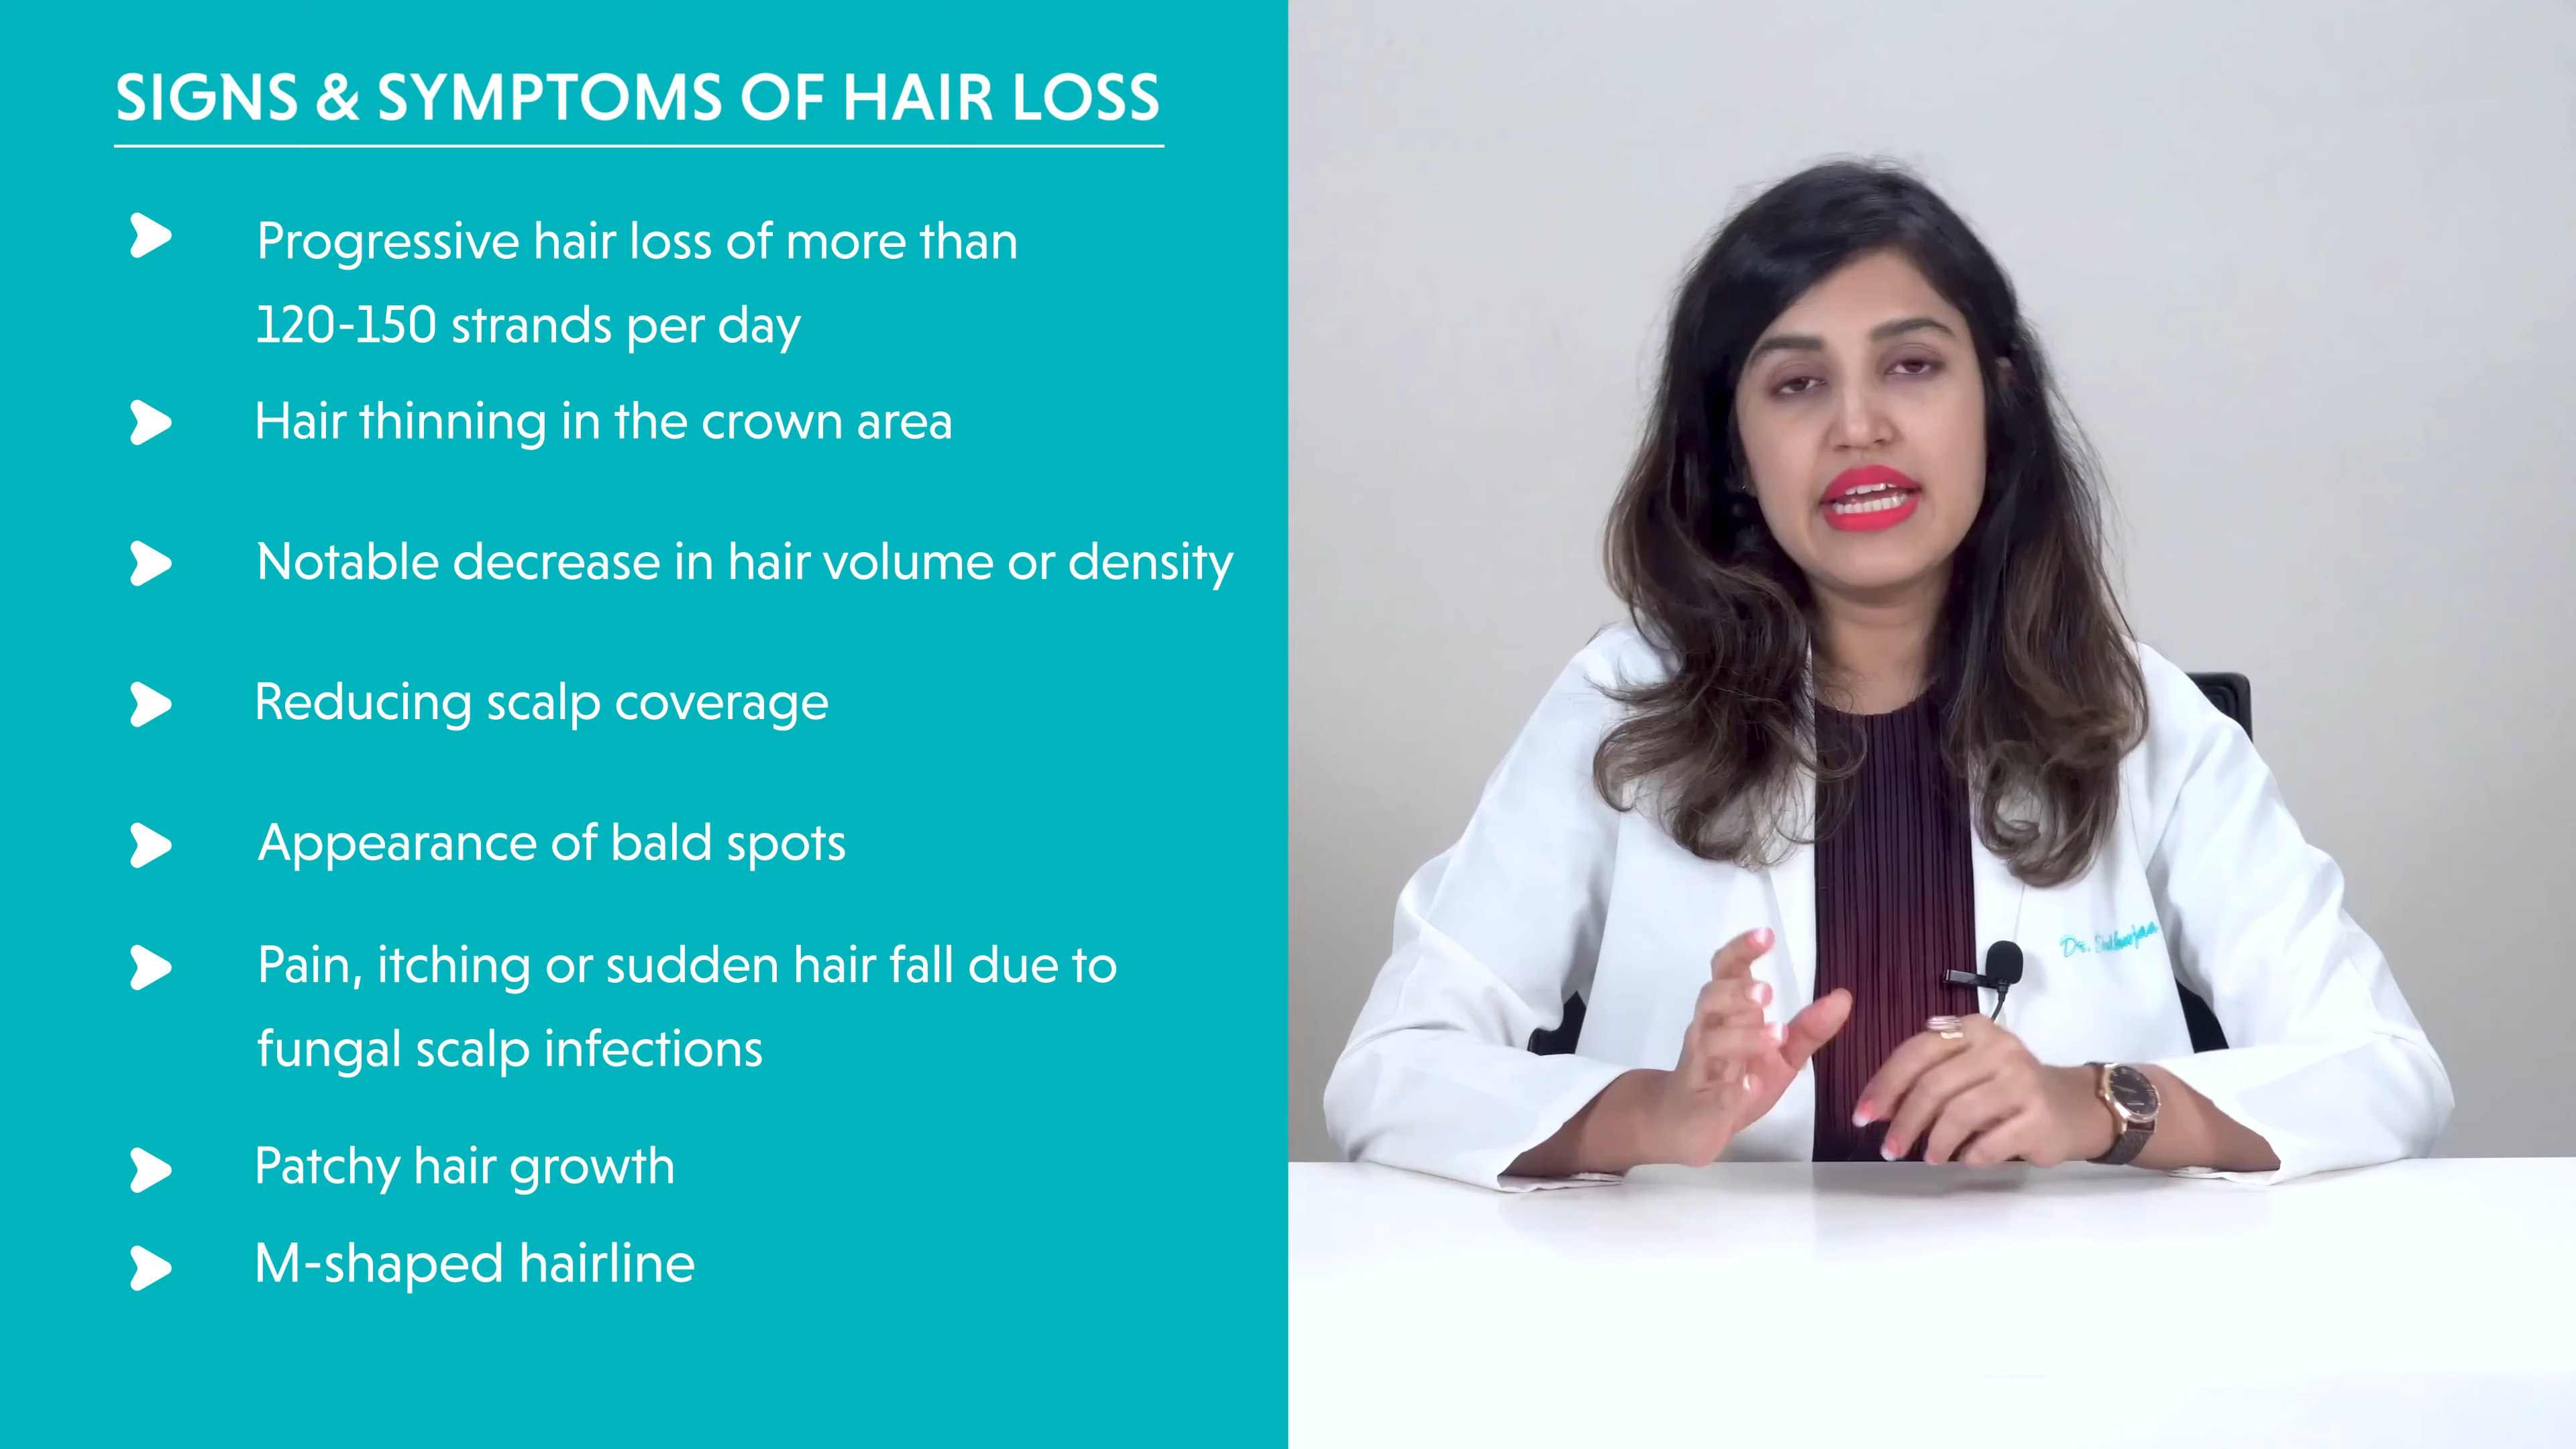 SIGNS & SYMPTOMS OF HAIR LOSS
Progressive hair loss of more than
120-150 strands per day
Hair thinning in the crown area
Notable decrease in hair volume or density
Reducing scalp coverage
Appearance of bald spots
Pain, itching or sudden hair fall due to
fungal scalp infections
Patchy hair growth
M-shaped hairline
Dr.